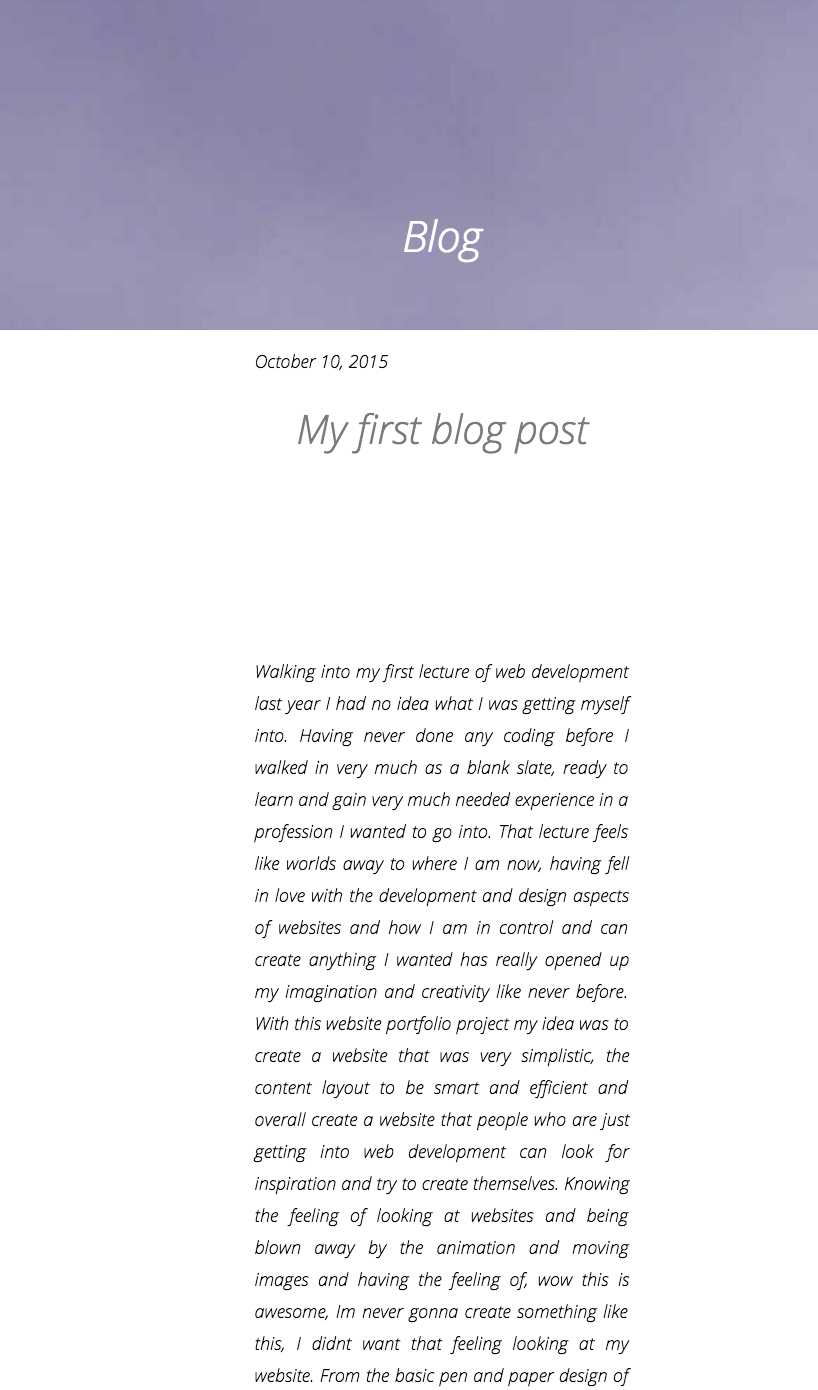 Blog
October 10, 2015
My first blog post
Walking into my first lecture of web development
last year I had no idea what I was getting myself
into. Having never done any coding before I
walked in very much as a blank slate, ready to
learn and gain very much needed experience in a
profession I wanted to go into. That lecture feels
like worlds away to where I am now, having fell
in love with the development and design aspects
of websites and how I am in control and can
create anything I wanted has really opened up
my imagination and creativity like never before.
With this website portfolio project my idea was to
create a website that was very simplistic, the
content layout to be smart and efficient and
overall create a website that people who are just
getting into web development can look for
inspiration and try to create themselves. Knowing
the feeling of looking at websites and being
blown away by the animation and moving
images and having the feeling of, wow this is
awesome, Im never gonna create something like
this, I didnt want that feeling looking at my
website. From the basic pen and paper design of